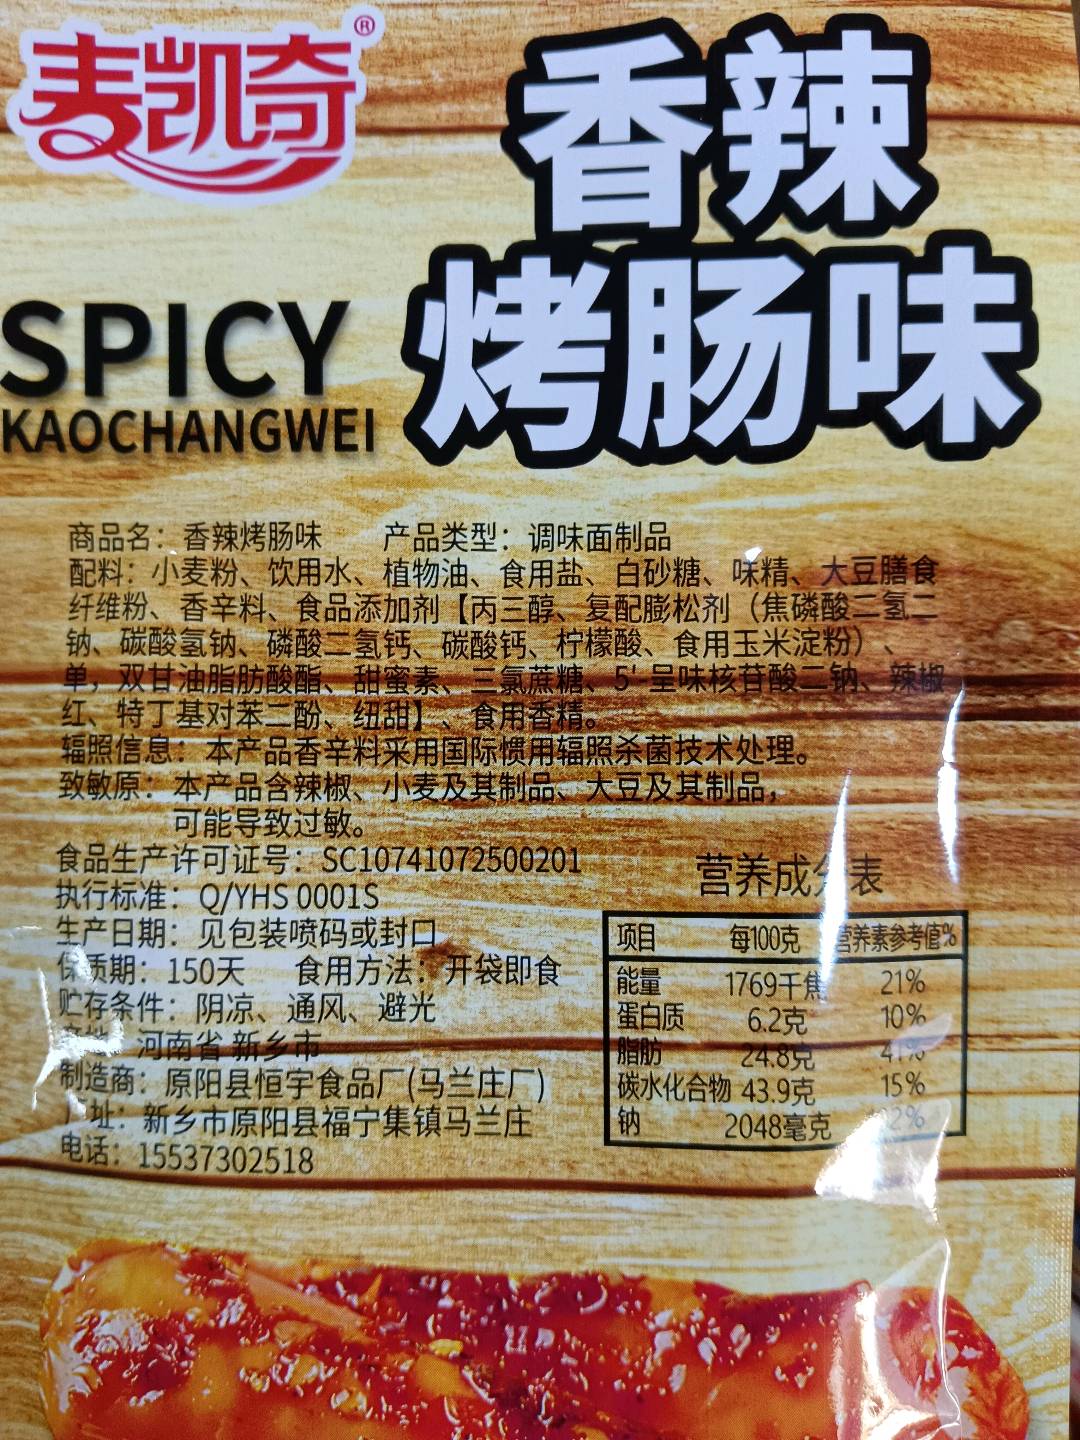 麦凯奇®
香辣
烤肠味
SPICY
KAOCHANGWEI
商品名：香辣烤肠味 产品类型：调味面制品
配料：小麦粉、饮用水、植物油、食用盐、白砂糖、味精、大豆膳食
纤维粉、香辛料、食品添加剂【丙三醇、复配膨松剂（焦磷酸二氢二
钠、碳酸氢钠、磷酸二氢钙、碳酸钙、柠檬酸、食用玉米淀粉）、
单，双甘油脂肪酸酯、甜蜜素、三氯蔗糖、5'呈味核苷酸二钠、辣椒
红、特丁基对苯二酚、纽甜】、食用香精。
辐照信息：本产品香辛料采用国际惯用辐照杀菌技术处理。
致敏原：本产品含辣椒、小麦及其制品、大豆及其制品，
可能导致过敏。
食品生产许可证号：SC10741072500201
执行标准：Q/YHS 0001S
生产日期：见包装喷码或封口
保质期：150天 食用方法：开袋即食
贮存条件：阴凉、通风、避光
产地：河南省 新乡市
制造商：原阳县恒宇食品厂(马兰庄厂)
厂址：新乡市原阳县福宁集镇马兰庄
电话：15537302518
营养成分表
项目 每100克 营养素参考值%
能量 1769千焦 21%
蛋白质 6.2克 10%
脂肪 24.8克 41%
碳水化合物 43.9克 15%
钠 2048毫克